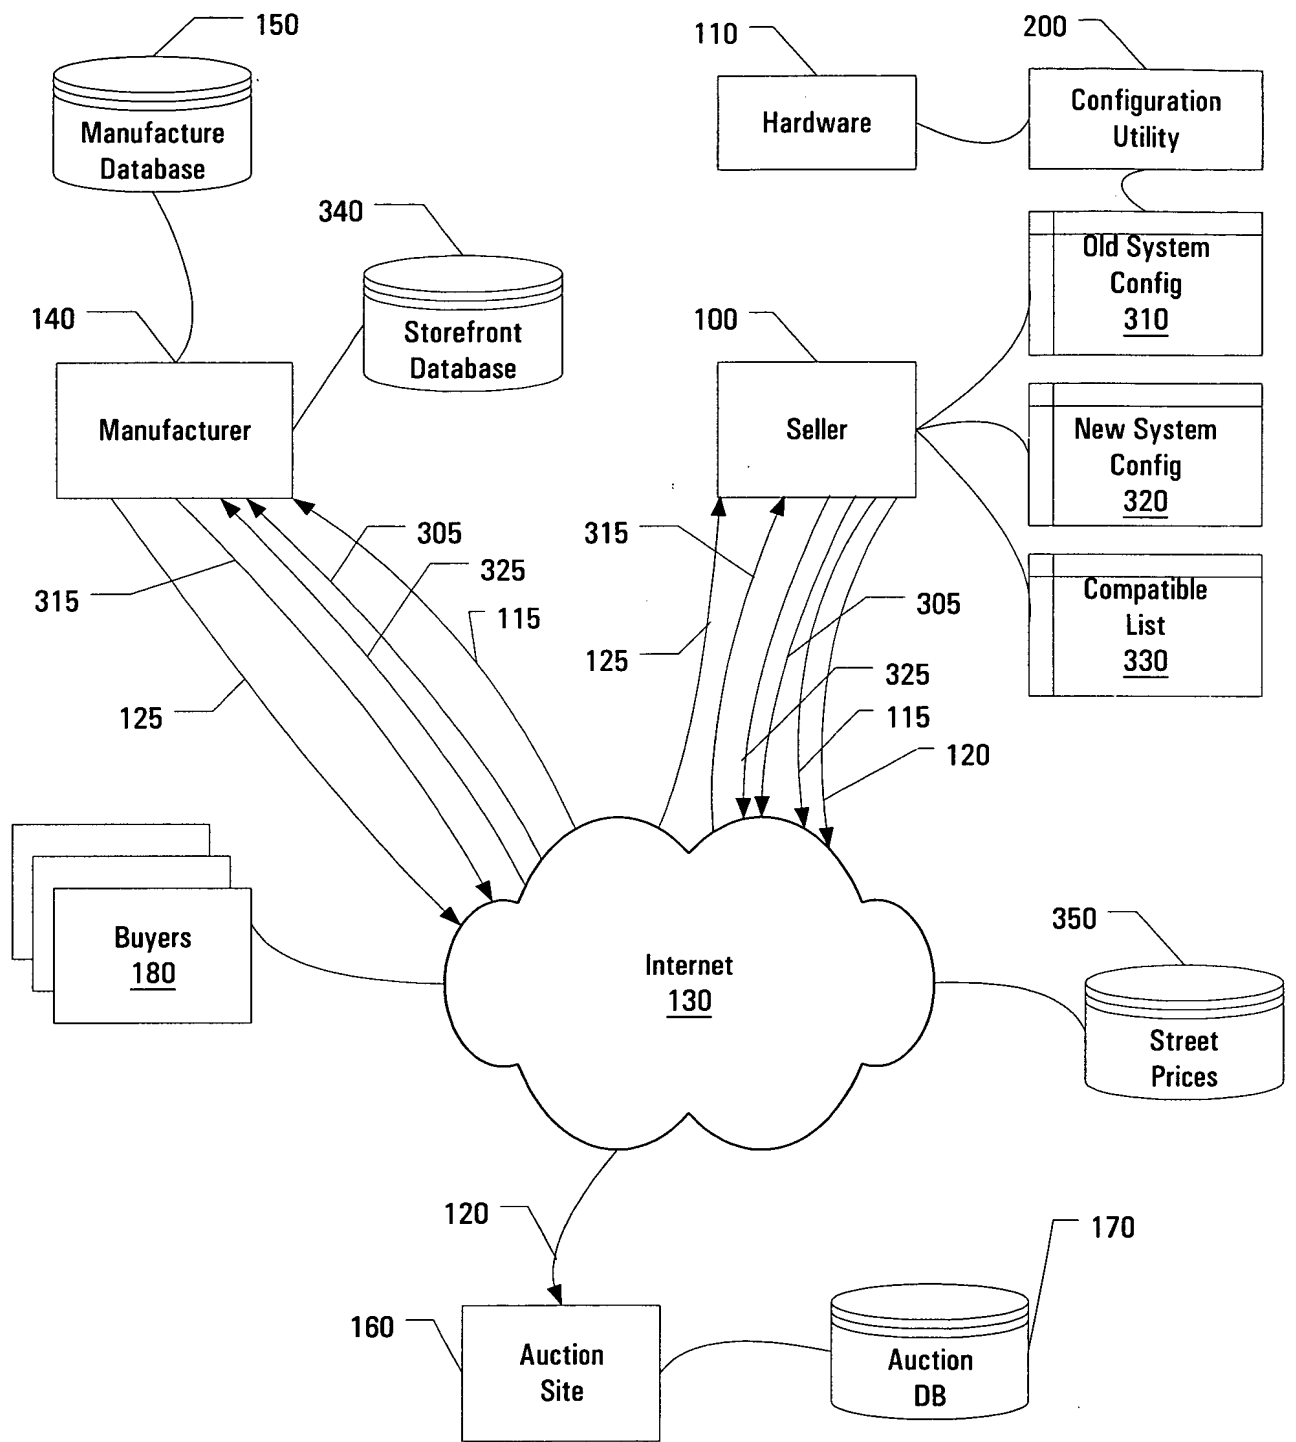 150
Manufacture
Database
110
Hardware
200
Configuration
Utility
340
Storefront
Database
140
Manufacturer
100
Seller
Old System
Config
310
New System
Config
320
Compatible
List
330
305
325
115
315
125
315
125
305
325
115
120
Buyers
180
Internet
130
350
Street
Prices
120
160
Auction
Site
170
Auction
DB